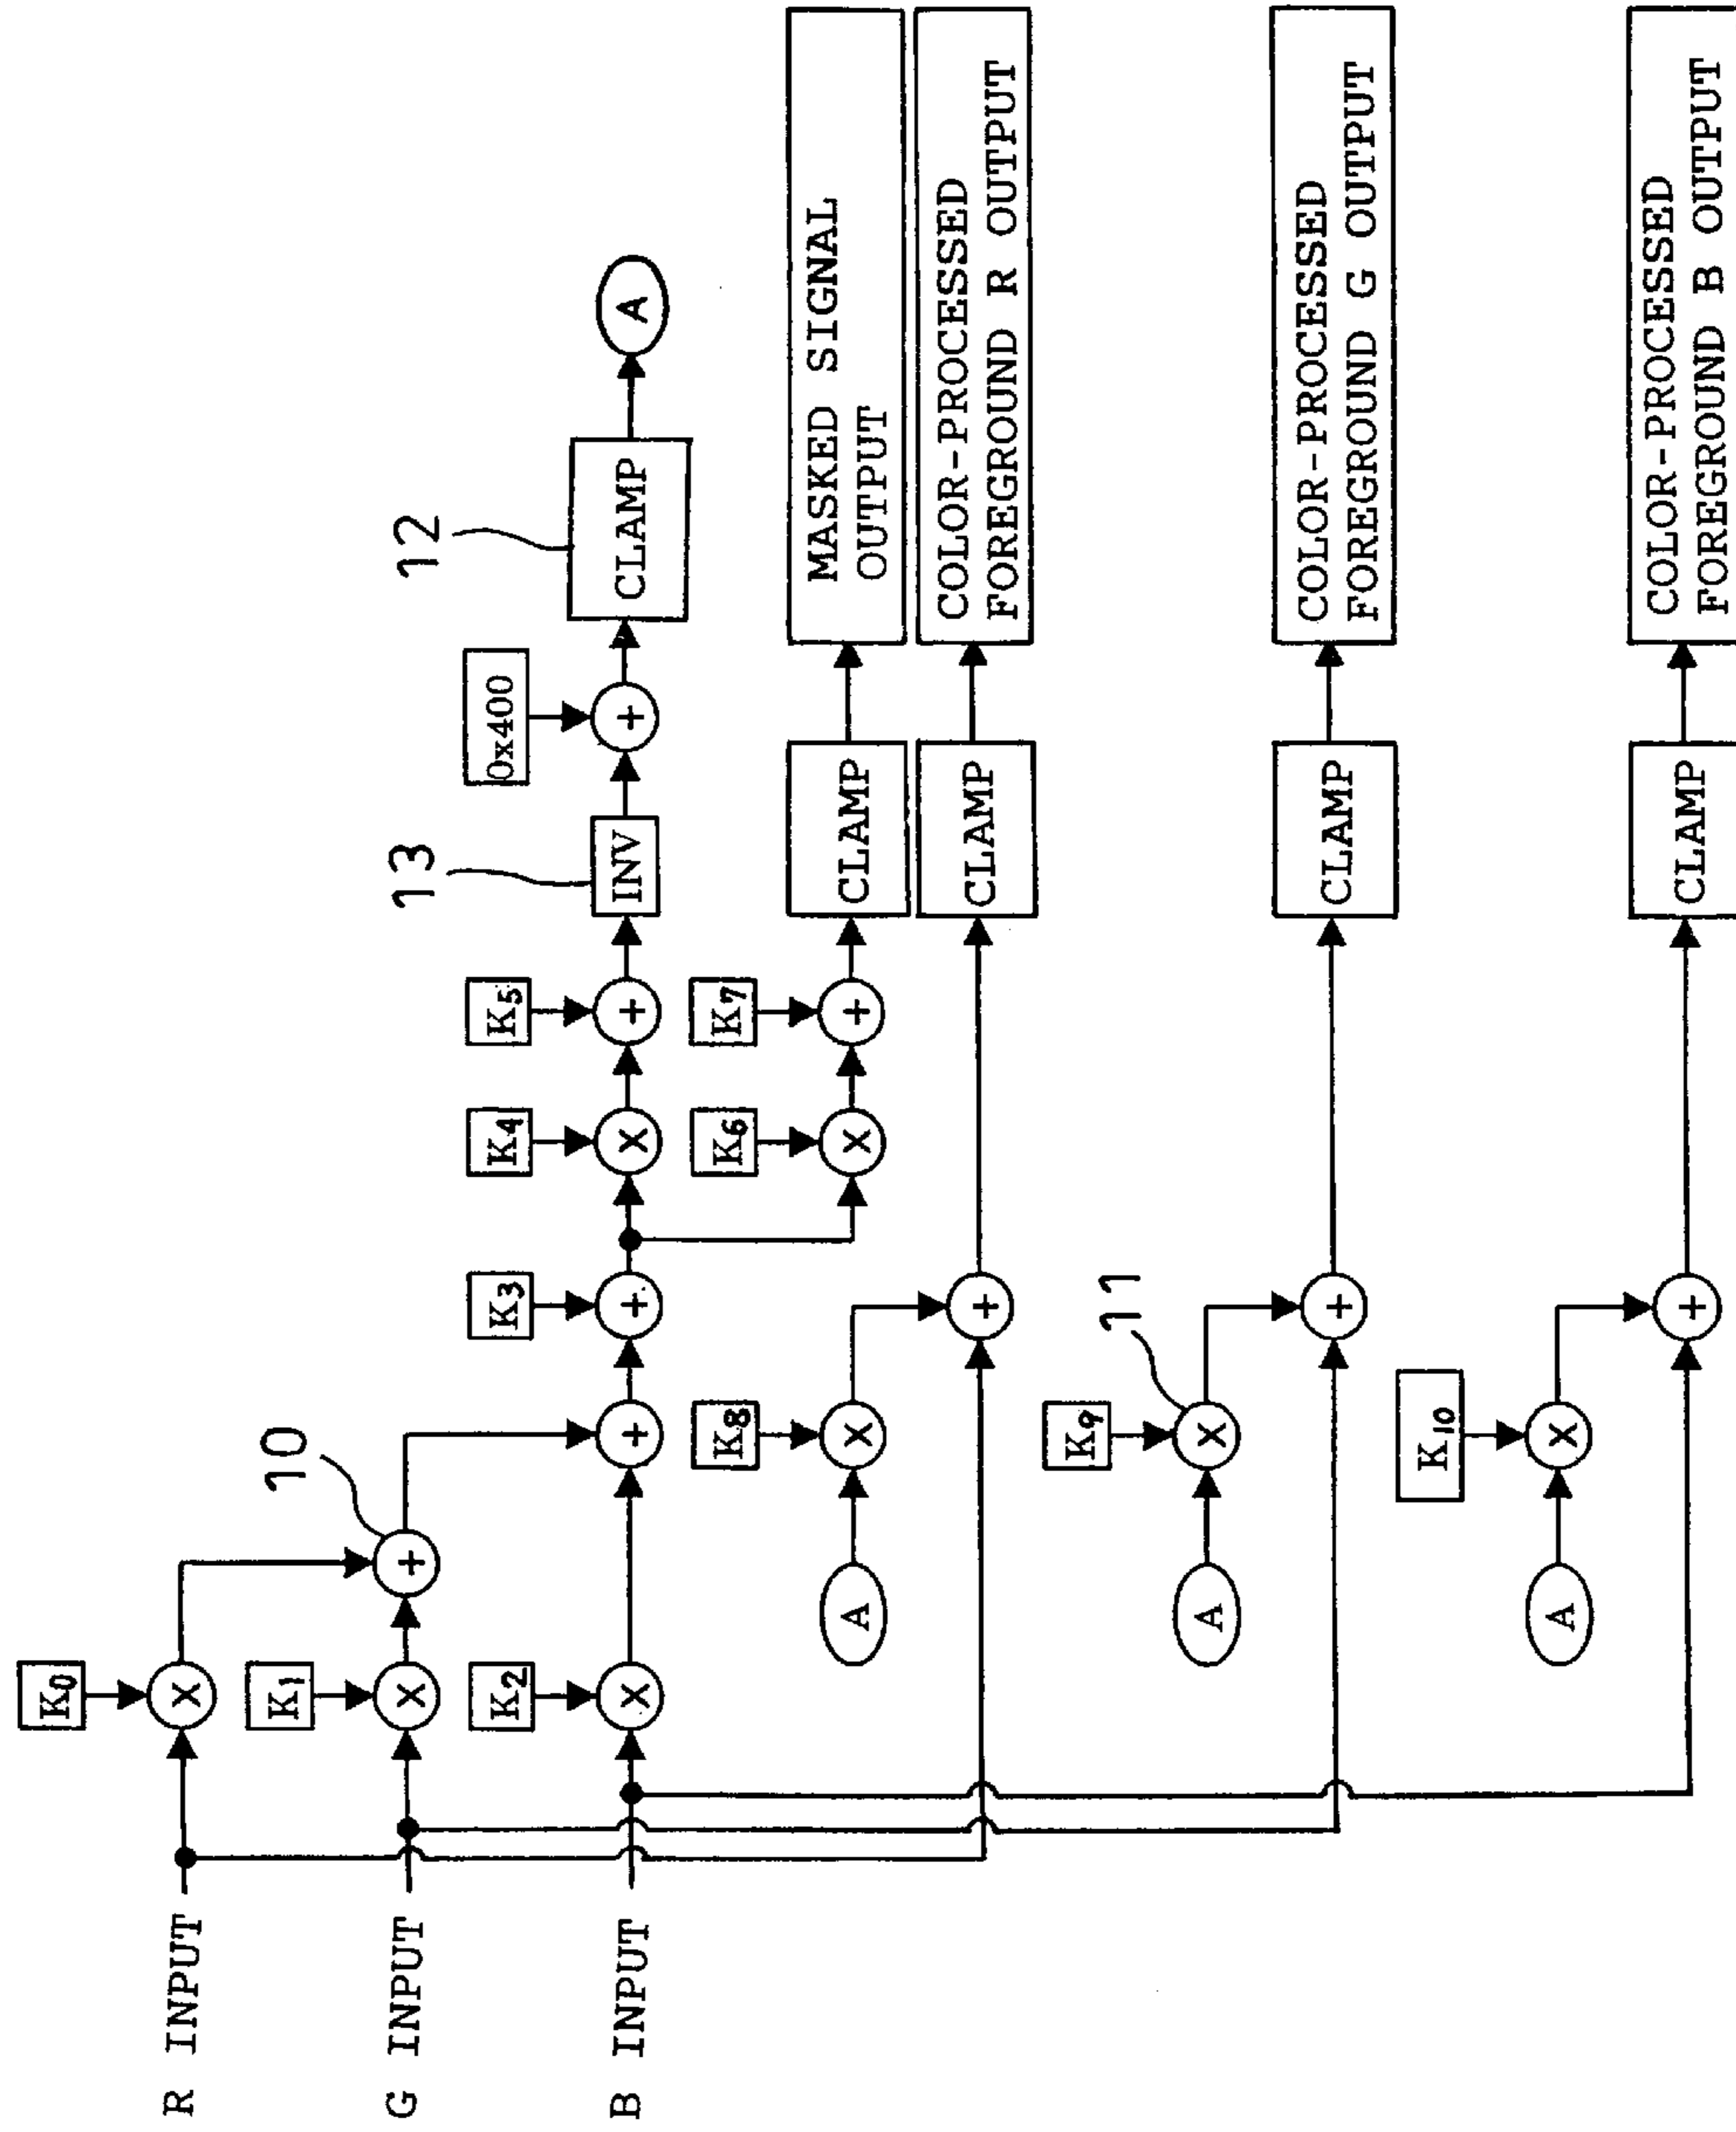 R INPUT
G INPUT
B INPUT
K0
X
K1
X
K2
X
10
+
+
K3
+
K4
X
K5
+
13
INV
0x400
+
12
CLAMP
A
K6
X
K7
+
CLAMP
MASKED SIGNAL
OUTPUT
A
K8
X
+
CLAMP
COLOR-PROCESSED
FOREGROUND R OUTPUT
A
K9
X
11
+
CLAMP
COLOR-PROCESSED
FOREGROUND G OUTPUT
A
K10
X
+
CLAMP
COLOR-PROCESSED
FOREGROUND B OUTPUT